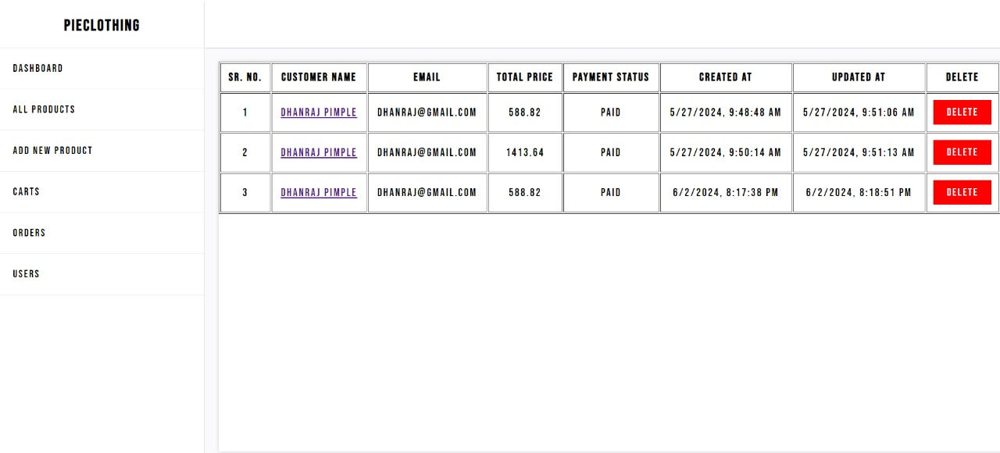 PIECLOTHING
DASHBOARD
ALL PRODUCTS
ADD NEW PRODUCT
CARTS
ORDERS
USERS
SR. NO. CUSTOMER NAME EMAIL TOTAL PRICE PAYMENT STATUS CREATED AT UPDATED AT DELETE
1 DHANRAJ PIMPLE DHANRAJ@GMAIL.COM 588.82 PAID 5/27/2024, 9:48:48 AM 5/27/2024, 9:51:06 AM DELETE
2 DHANRAJ PIMPLE DHANRAJ@GMAIL.COM 1413.64 PAID 5/27/2024, 9:50:14 AM 5/27/2024, 9:51:13 AM DELETE
3 DHANRAJ PIMPLE DHANRAJ@GMAIL.COM 588.82 PAID 6/2/2024, 8:17:38 PM 6/2/2024, 8:18:51 PM DELETE